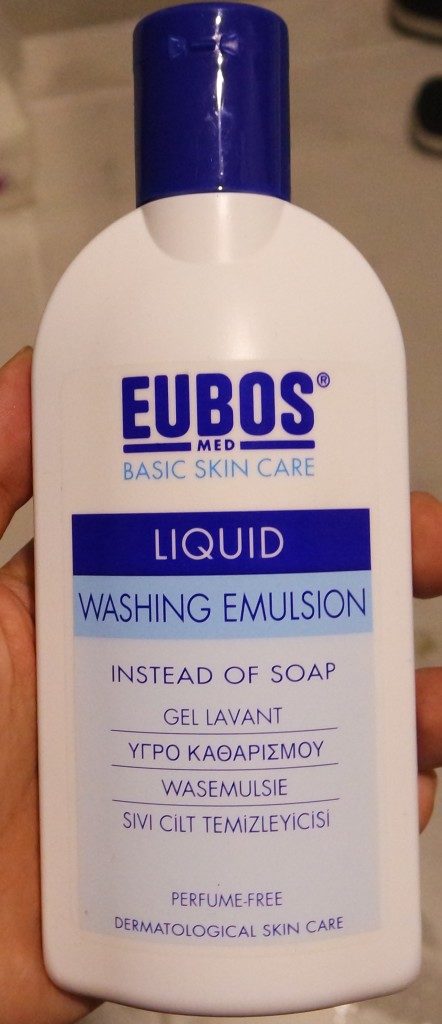 EUBOS®
MED
BASIC SKIN CARE
LIQUID
WASHING EMULSION
INSTEAD OF SOAP
GEL LAVANT
ΥΓΡΟ ΚΑΘΑΡΙΣΜΟΥ
WASEMULSIE
SIVI CİLT TEMİZLEYİCİSİ
PERFUME-FREE
DERMATOLOGICAL SKIN CARE